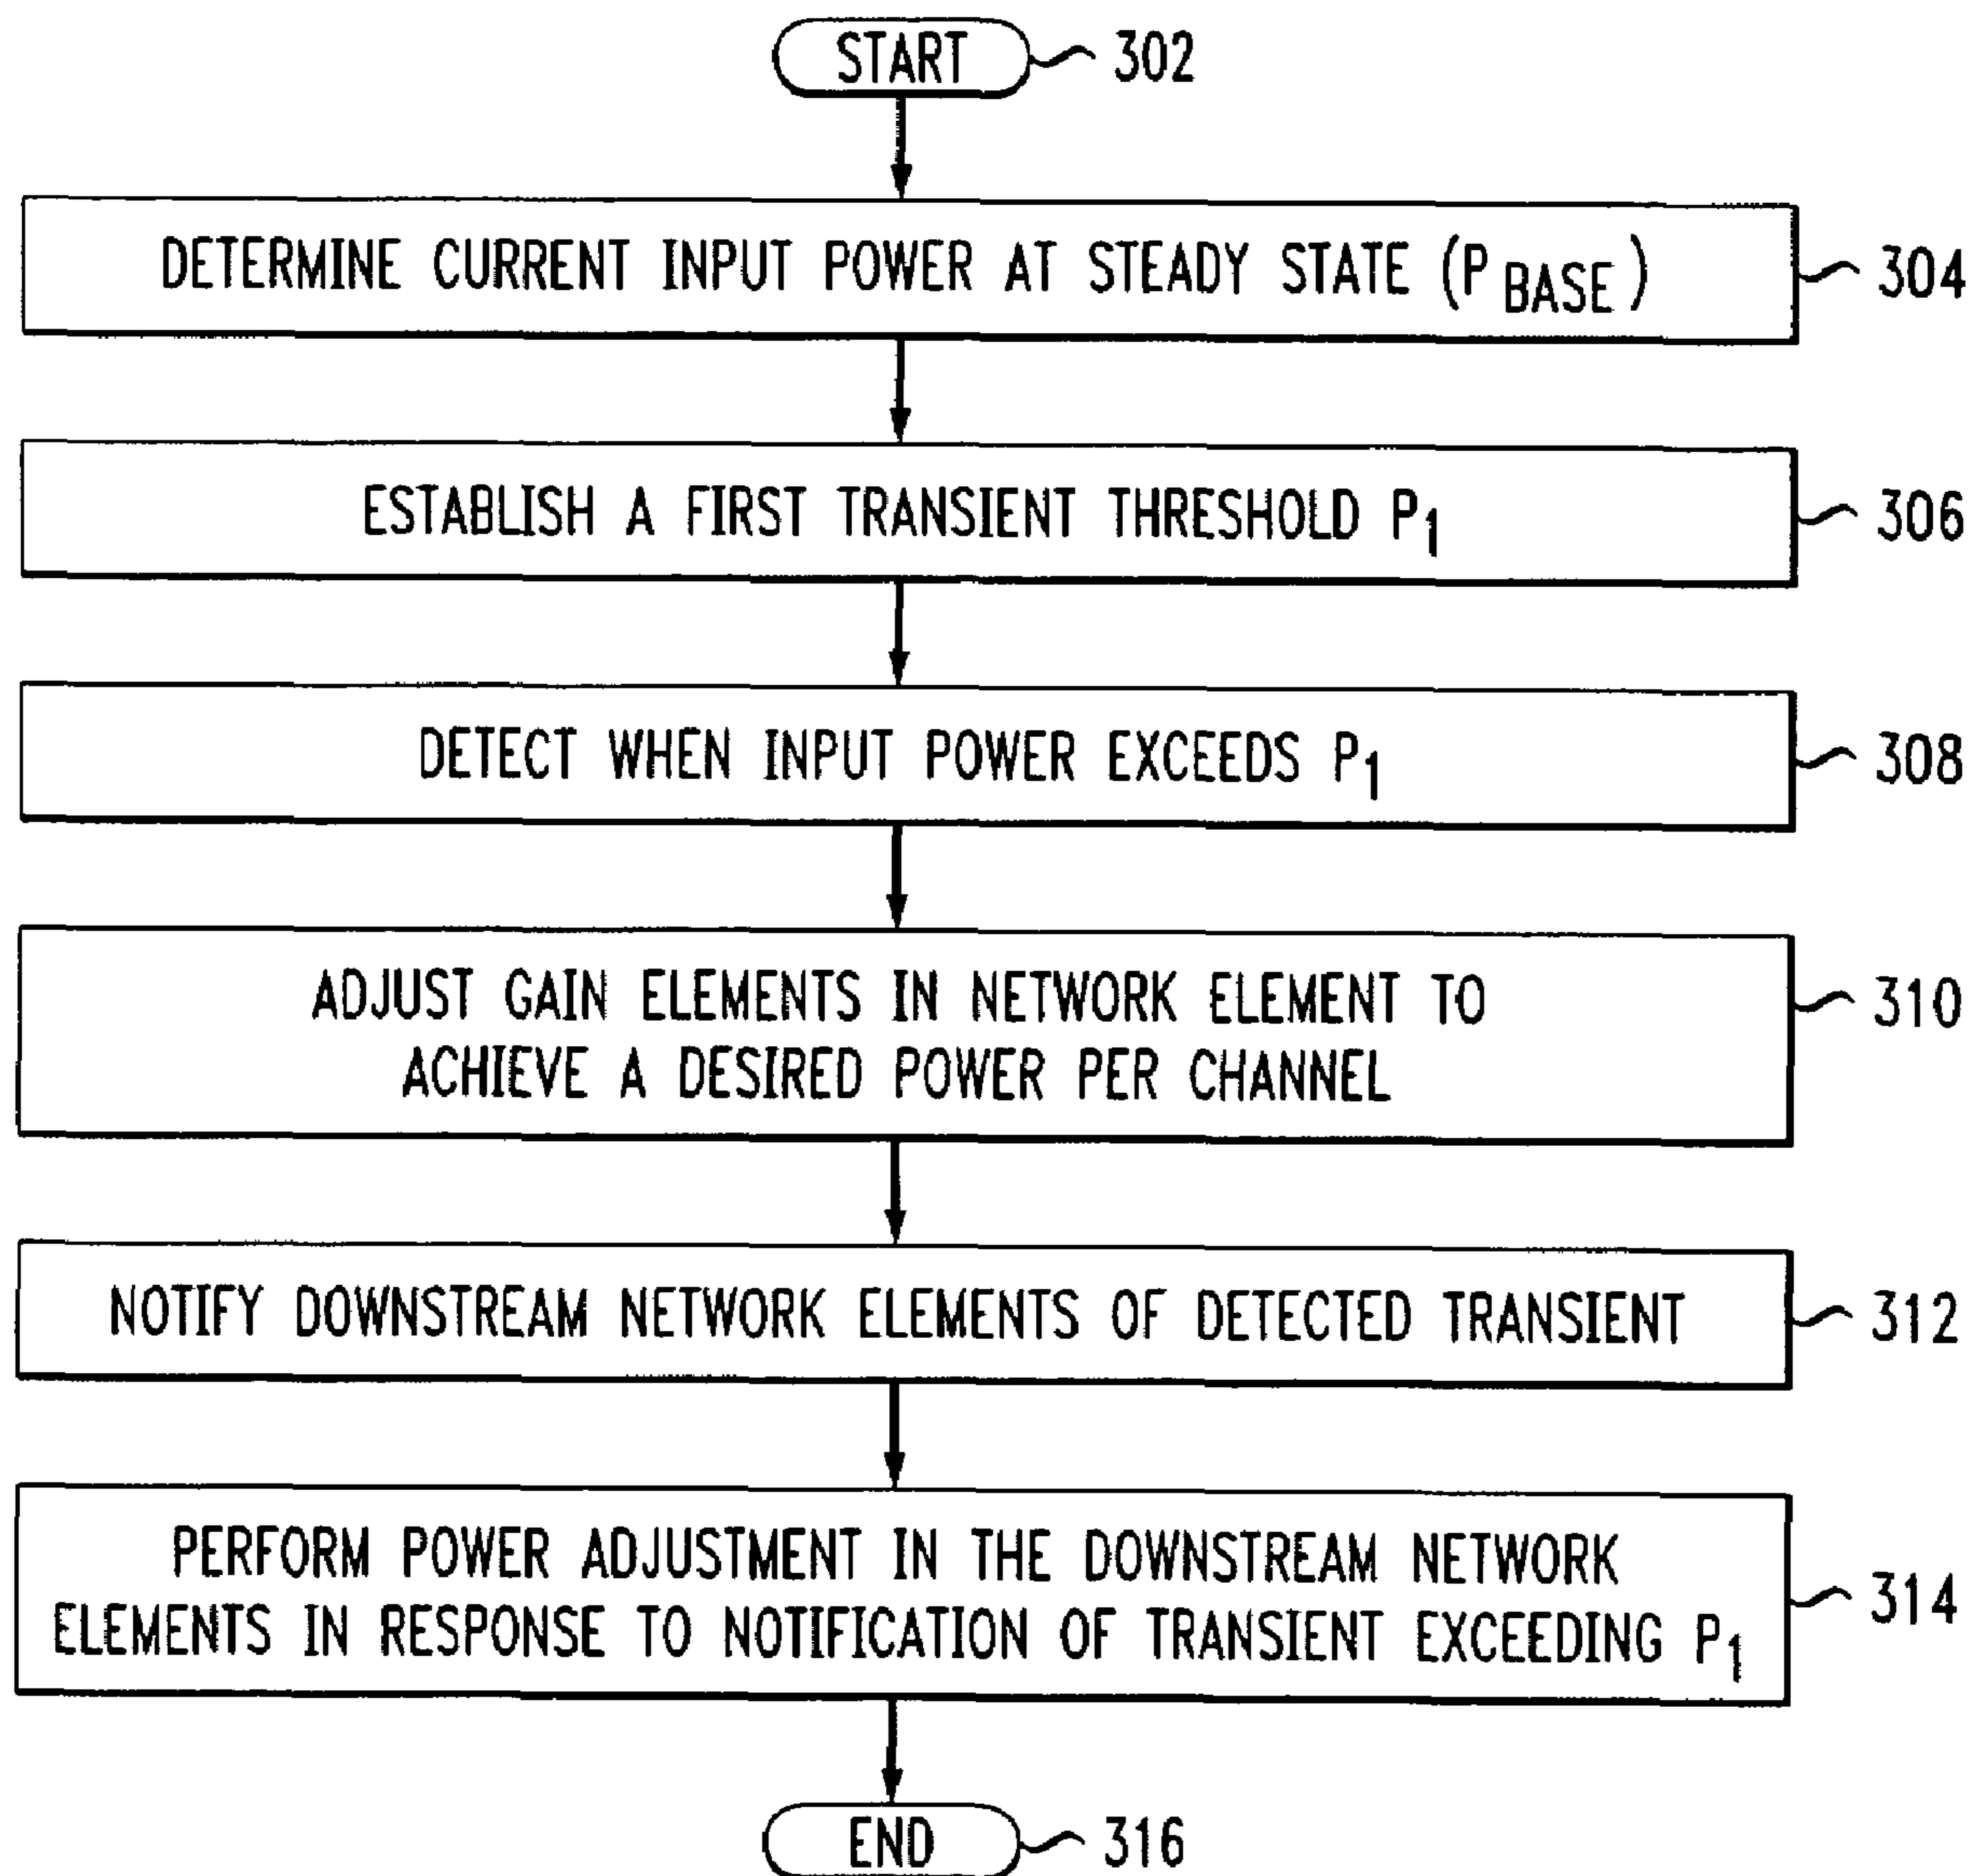 START 302
DETERMINE CURRENT INPUT POWER AT STEADY STATE (P BASE) 304
ESTABLISH A FIRST TRANSIENT THRESHOLD P1 306
DETECT WHEN INPUT POWER EXCEEDS P1 308
ADJUST GAIN ELEMENTS IN NETWORK ELEMENT TO 310
ACHIEVE A DESIRED POWER PER CHANNEL
NOTIFY DOWNSTREAM NETWORK ELEMENTS OF DETECTED TRANSIENT 312
PERFORM POWER ADJUSTMENT IN THE DOWNSTREAM NETWORK
ELEMENTS IN RESPONSE TO NOTIFICATION OF TRANSIENT EXCEEDING P1 314
END 316